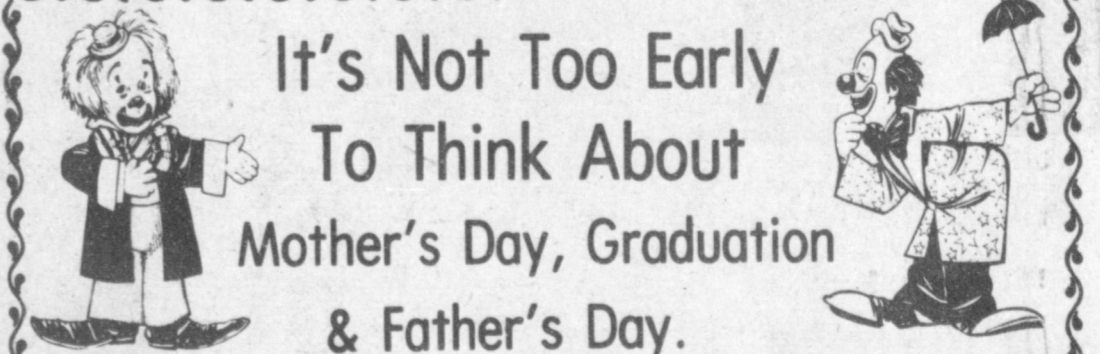 It's Not Too Early
To Think About
Mother's Day, Graduation
& Father's Day.